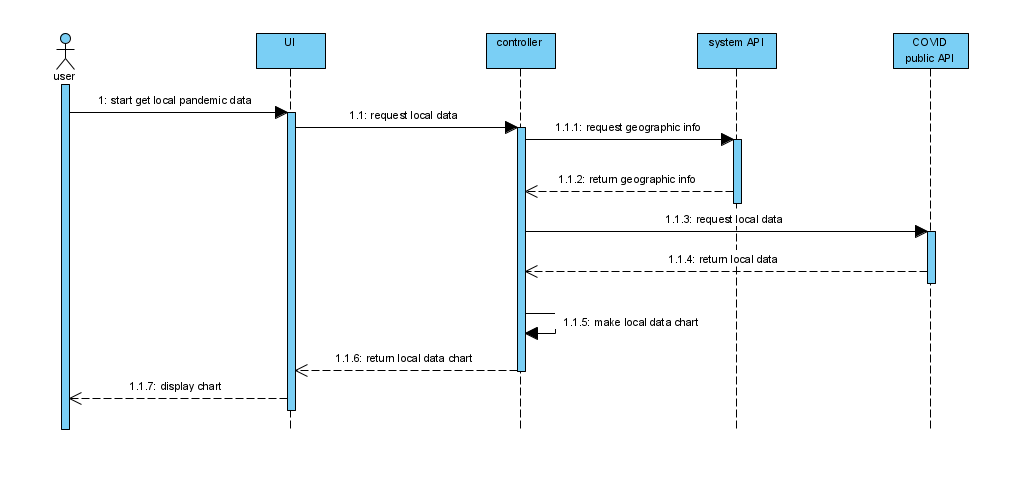 UI
controller
system API
COVID
public API
user
1: start get local pandemic data
1.1: request local data
1.1.1: request geographic info
1.1.2: return geographic info
1.1.3: request local data
1.1.4: return local data
1.1.5: make local data chart
1.1.6: return local data chart
1.1.7: display chart